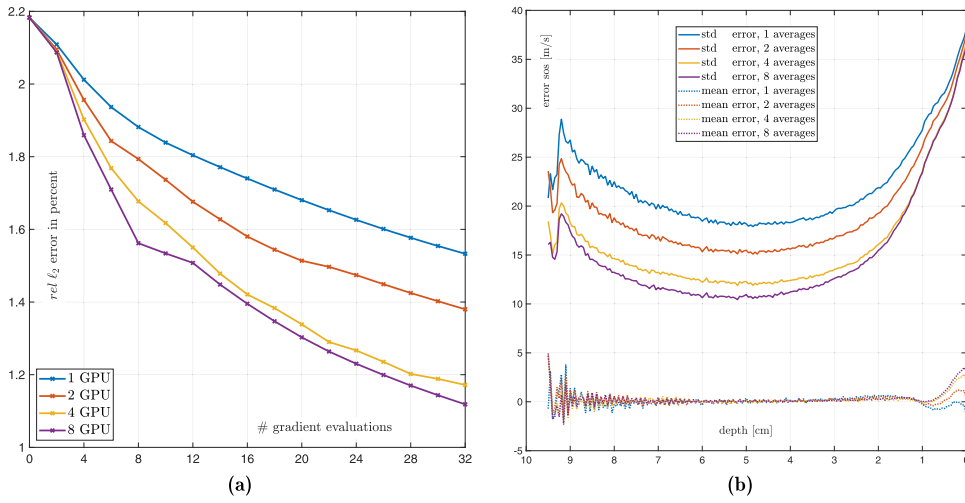 2.2
2
1.8
1.6
1.4
1.2
1
rel ℓ₂ error in percent
1 GPU
2 GPU
4 GPU
8 GPU
# gradient evaluations
0 4 8 12 16 20 24 28 32
(a)
40
35
30
25
20
15
10
5
0
-5
error sos [m/s]
std error, 1 averages
std error, 2 averages
std error, 4 averages
std error, 8 averages
mean error, 1 averages
mean error, 2 averages
mean error, 4 averages
mean error, 8 averages
depth [cm]
10 9 8 7 6 5 4 3 2 1 0
(b)